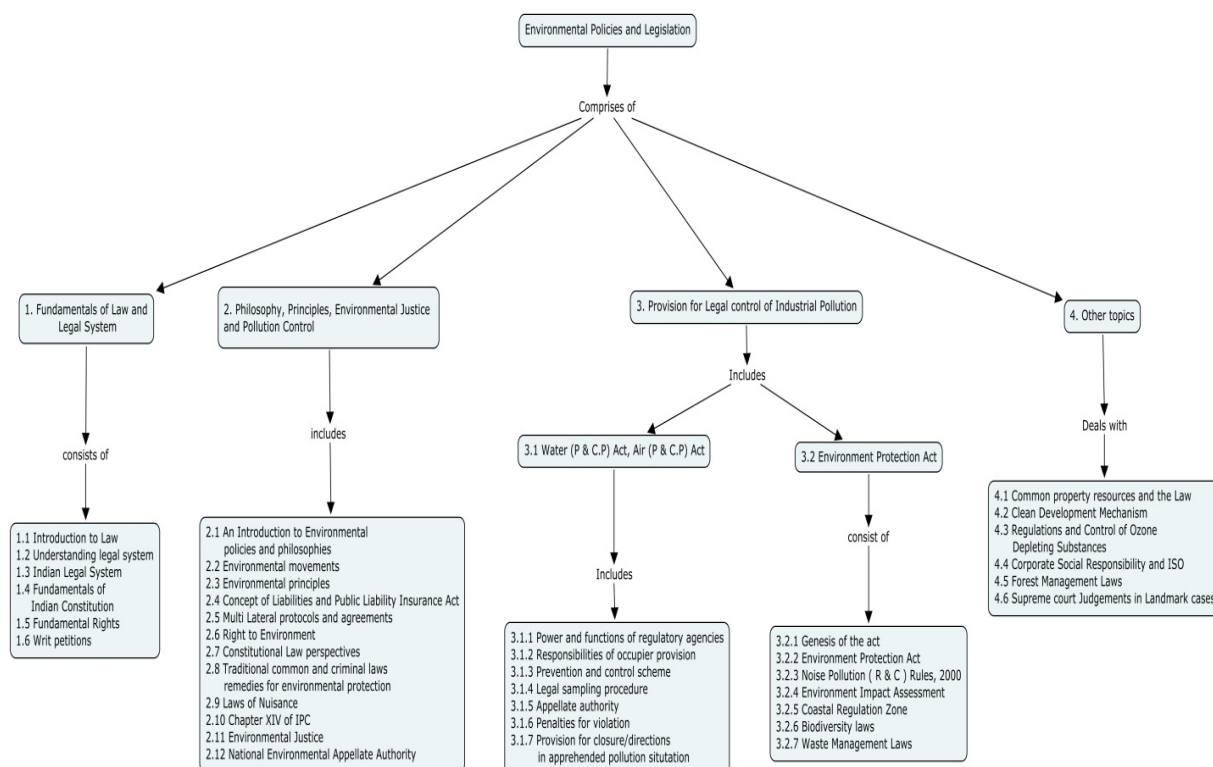 Environmental Policies and Legislation
Comprises of
1. Fundamentals of Law and
Legal System
consists of
1.1 Introduction to Law
1.2 Understanding legal system
1.3 Indian Legal System
1.4 Fundamentals of
Indian Constitution
1.5 Fundamental Rights
1.6 Writ petitions
2. Philosophy, Principles, Environmental Justice
and Pollution Control
includes
2.1 An Introduction to Environmental
policies and philosophies
2.2 Environmental movements
2.3 Environmental principles
2.4 Concept of Liabilities and Public Liability Insurance Act
2.5 Multi Lateral protocols and agreements
2.6 Right to Environment
2.7 Constitutional Law perspectives
2.8 Traditional common and criminal laws
remedies for environmental protection
2.9 Laws of Nuisance
2.10 Chapter XIV of IPC
2.11 Environmental Justice
2.12 National Environmental Appellate Authority
3. Provision for Legal control of Industrial Pollution
Includes
3.1 Water (P & C.P) Act, Air (P & C.P) Act
Includes
3.1.1 Power and functions of regulatory agencies
3.1.2 Responsibilities of occupier provision
3.1.3 Prevention and control scheme
3.1.4 Legal sampling procedure
3.1.5 Appellate authority
3.1.6 Penalties for violation
3.1.7 Provision for closure/directions
in apprehended pollution situtation
3.2 Environment Protection Act
consist of
3.2.1 Genesis of the act
3.2.2 Environment Protection Act
3.2.3 Noise Pollution ( R & C ) Rules, 2000
3.2.4 Environment Impact Assessment
3.2.5 Coastal Regulation Zone
3.2.6 Biodiversity laws
3.2.7 Waste Management Laws
4. Other topics
Deals with
4.1 Common property resources and the Law
4.2 Clean Development Mechanism
4.3 Regulations and Control of Ozone
Depleting Substances
4.4 Corporate Social Responsibility and ISO
4.5 Forest Management Laws
4.6 Supreme court Judgements in Landmark cases